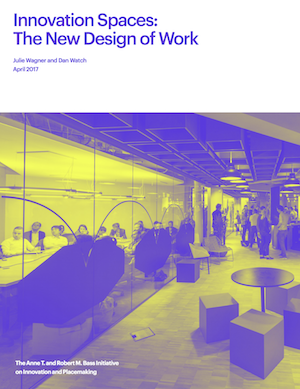 Innovation Spaces:
The New Design of Work
Julie Wagner and Dan Watch
April 2017
The Anne T. and Robert M. Bass Initiative
on Innovation and Placemaking